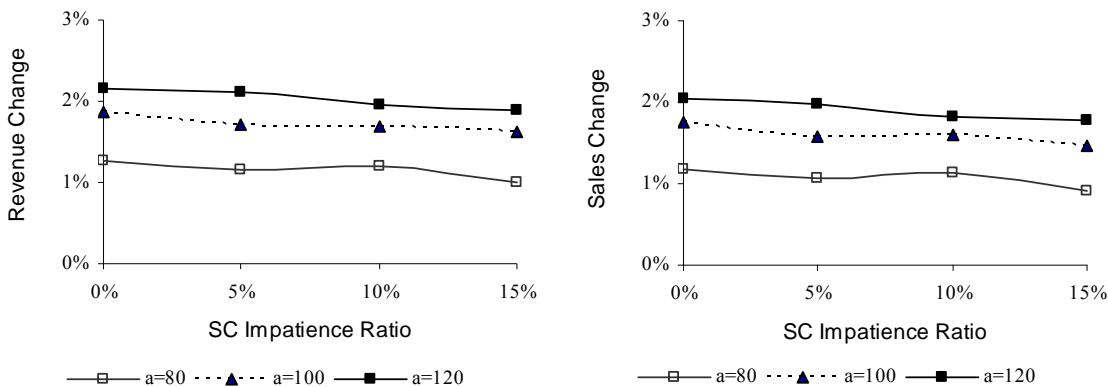 3%
2%
1%
0%
Revenue Change
0% 5% 10% 15%
SC Impatience Ratio
a=80 a=100 a=120
3%
2%
1%
0%
Sales Change
0% 5% 10% 15%
SC Impatience Ratio
a=80 a=100 a=120